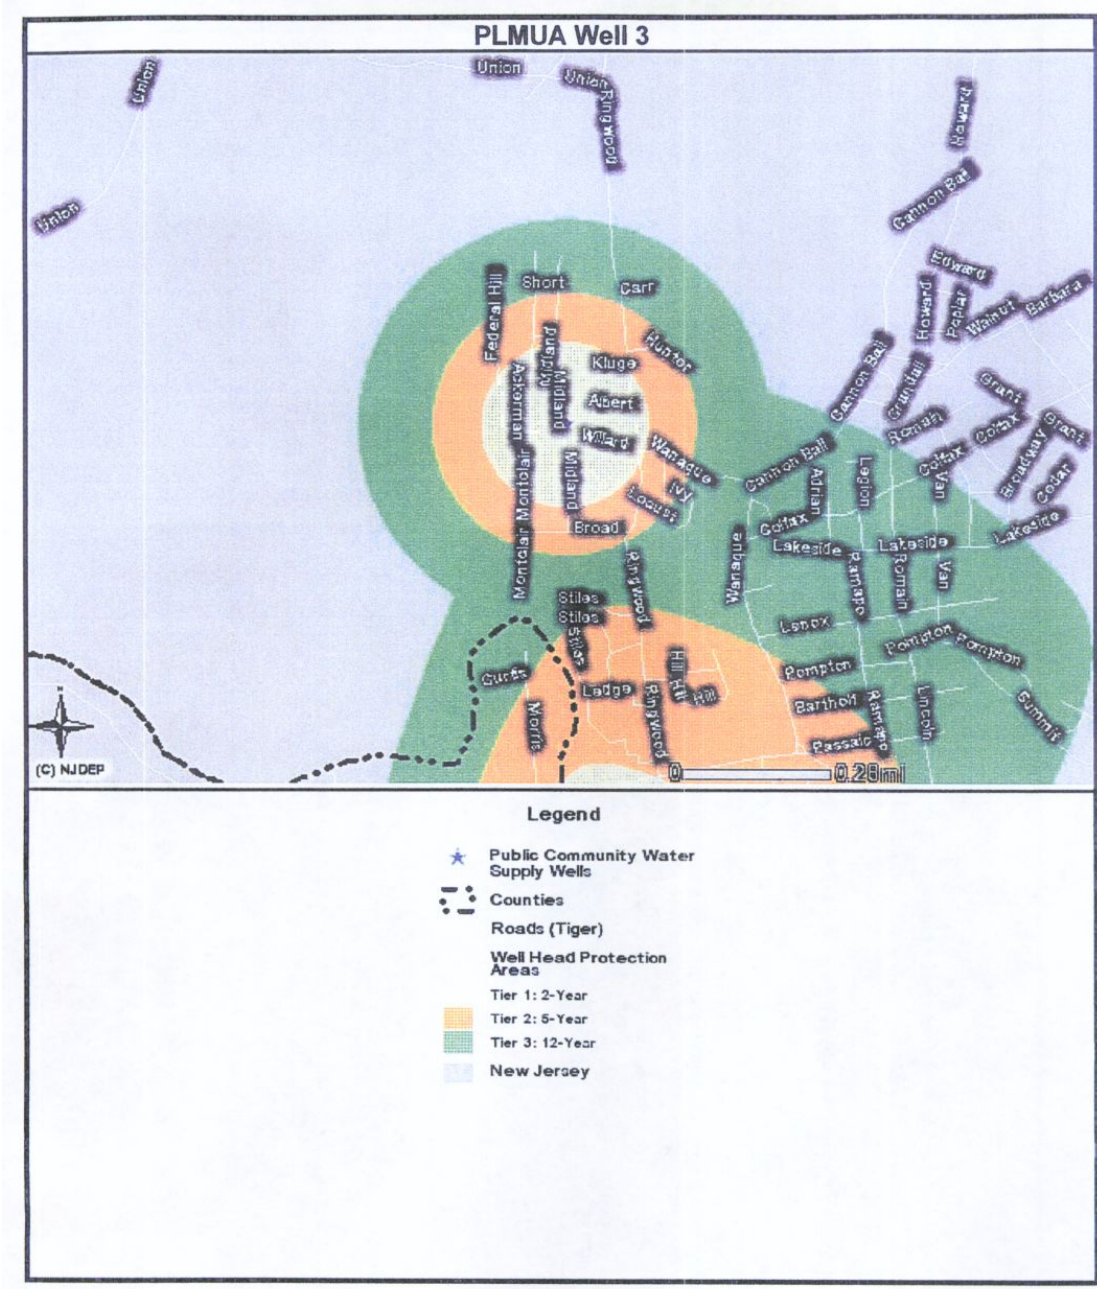 PLMUA Well 3
Union
Union
Union
Ringwood
Howard
Cannon Ball
Union
Edward
Federal Hill
Short
Carr
Howard
Poplar
Walnut
Barbara
Midland
Hunter
Kluge
Cannon Ball
Crandall
Grant
Ackerman
Midland
Albert
Romain
Colfax
Grant
Willard
Wanaque
Cannon Ball
Colfax
Broadway
Cedar
Montclair
Midland
Locust
Ivy
Adrian
Legion
Van
Montclair
Broad
Wanaque
Colfax
Lakeside
Lakeside
Lakeside
Ringwood
Ramapo
Romain
Van
Stiles
Stiles
Stiles
Lenox
Pompton
Pompton
Curtis
Ledge
Hill
Hill
Hill
Pompton
Morris
Ringwood
Bartholf
Ramapo
Lincoln
Summit
Passaic
(C) NJDEP
0 0.28mi
Legend
Public Community Water
Supply Wells
Counties
Roads (Tiger)
Well Head Protection
Areas
Tier 1: 2-Year
Tier 2: 5-Year
Tier 3: 12-Year
New Jersey